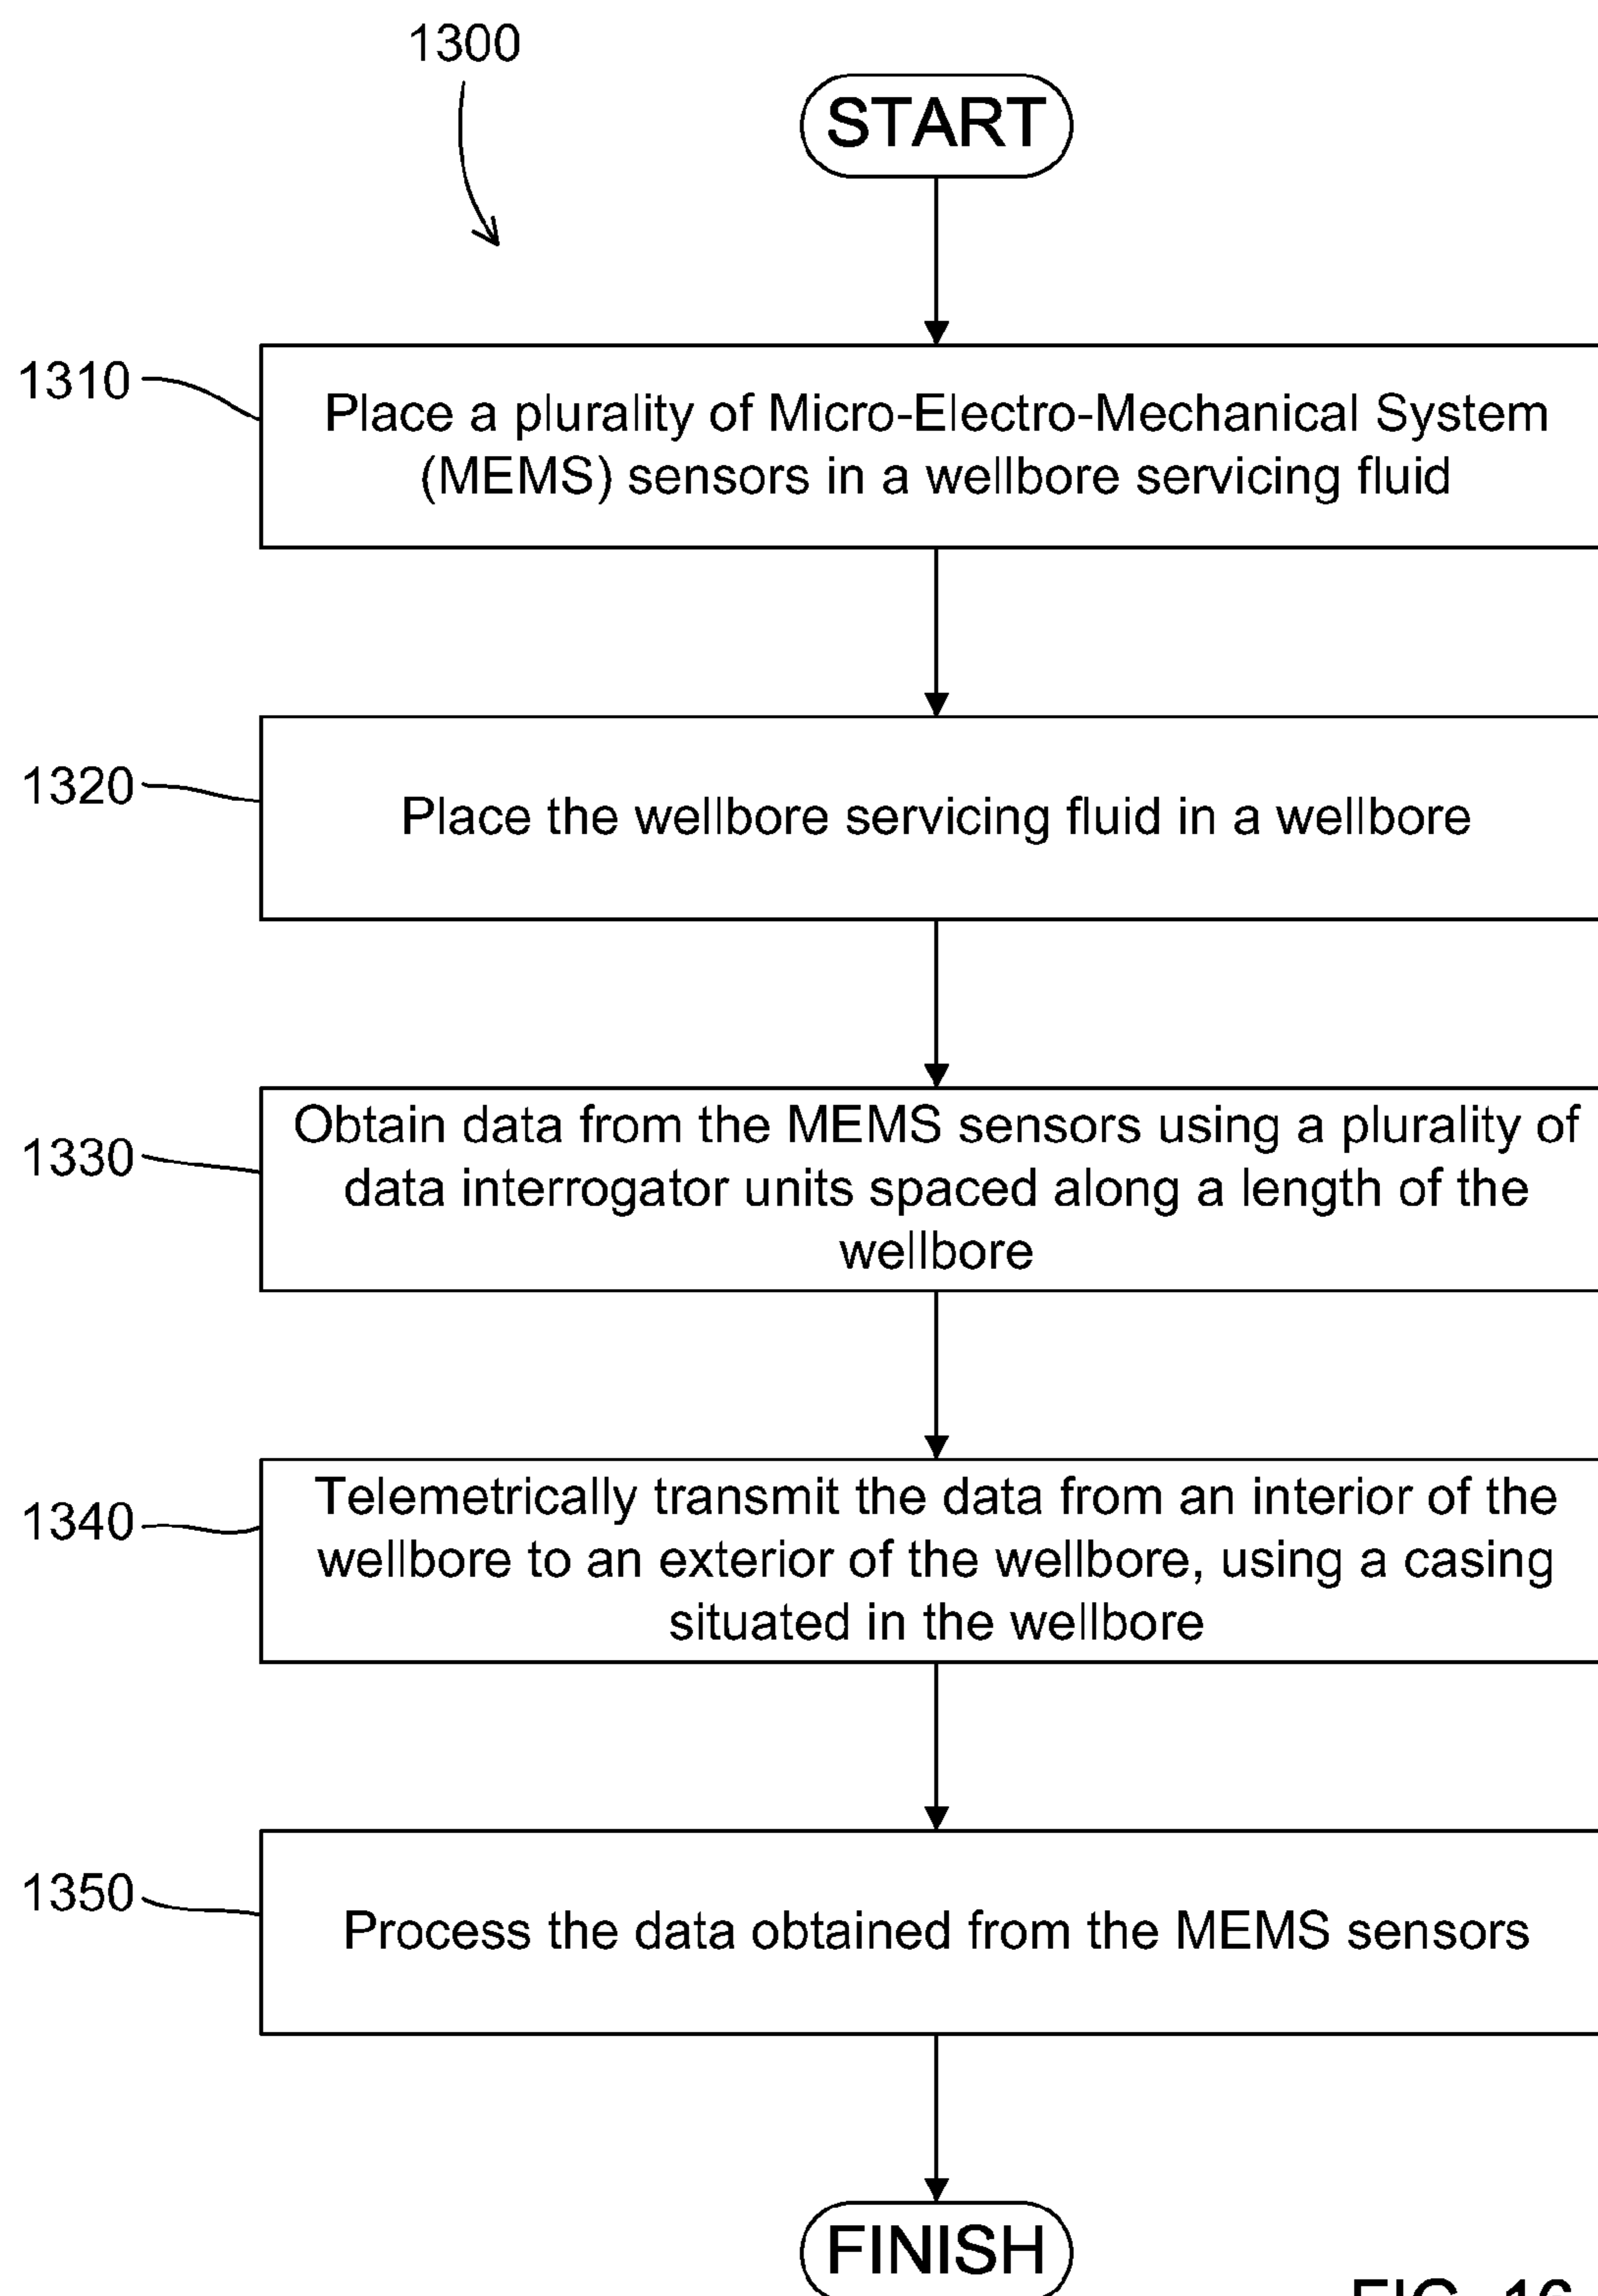 1300
START
1310
Place a plurality of Micro-Electro-Mechanical System
(MEMS) sensors in a wellbore servicing fluid
1320
Place the wellbore servicing fluid in a wellbore
1330
Obtain data from the MEMS sensors using a plurality of
data interrogator units spaced along a length of the
wellbore
1340
Telemetrically transmit the data from an interior of the
wellbore to an exterior of the wellbore, using a casing
situated in the wellbore
1350
Process the data obtained from the MEMS sensors
FINISH
FIG. 16